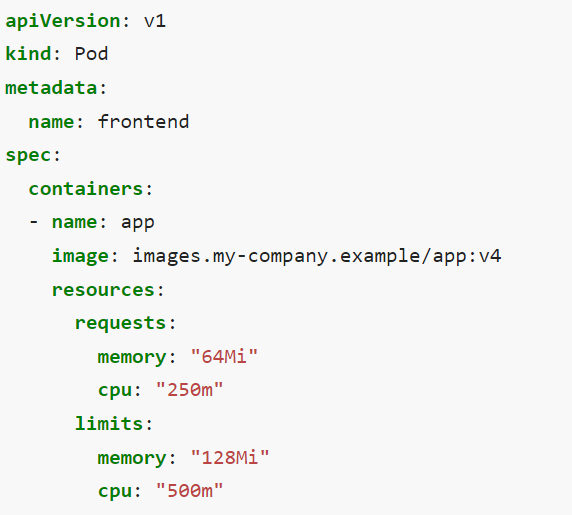 apiVersion: v1
kind: Pod
metadata:
  name: frontend
spec:
  containers:
  - name: app
    image: images.my-company.example/app:v4
    resources:
      requests:
        memory: "64Mi"
        cpu: "250m"
      limits:
        memory: "128Mi"
        cpu: "500m"